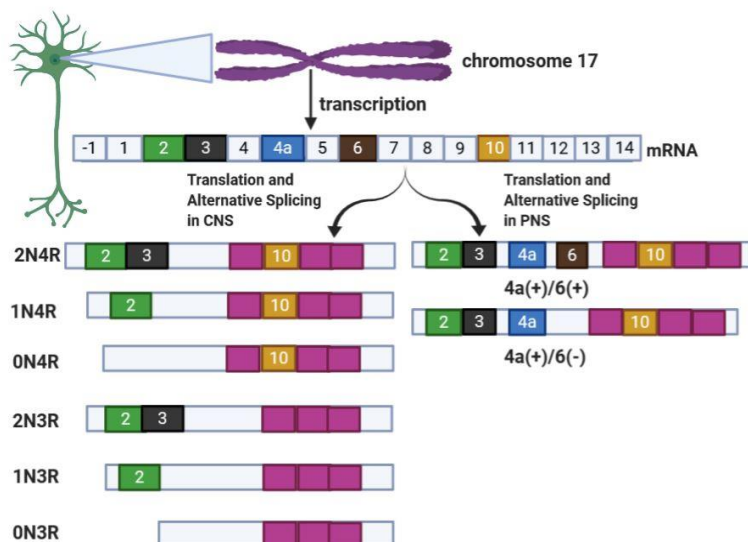 chromosome 17
transcription
-1 1 2 3 4 4a 5 6 7 8 9 10 11 12 13 14 mRNA
Translation and
Alternative Splicing
in CNS
Translation and
Alternative Splicing
in PNS
2N4R 2 3 10
1N4R 2 10
0N4R 10
2N3R 2 3
1N3R 2
0N3R
2 3 4a 6 10
4a(+)/6(+)
2 3 4a 10
4a(+)/6(-)